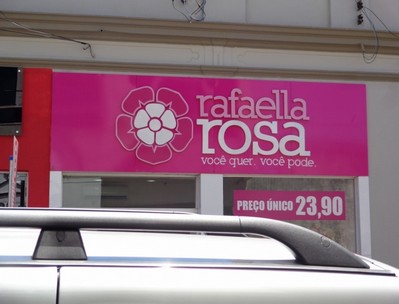 rafaella
rosa
você quer. você pode.
PREÇO ÚNICO 23,90